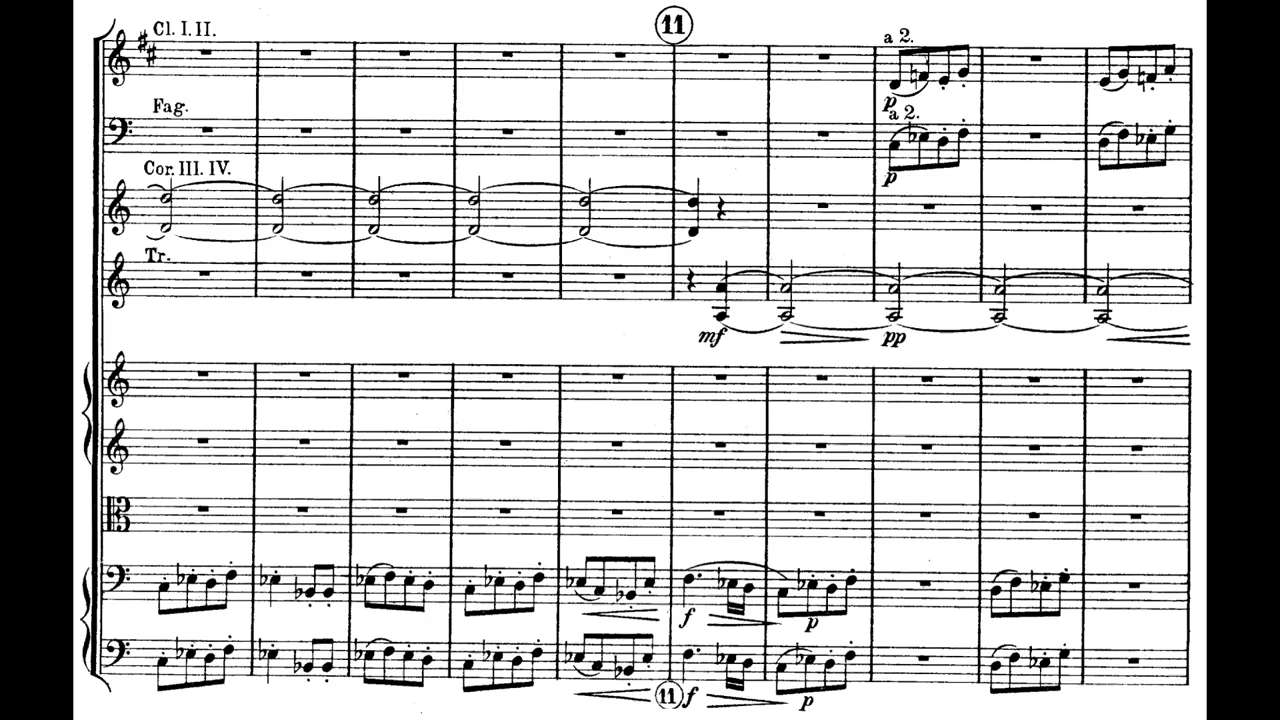 11
Cl. I. II.
a 2.
p
Fag.
a 2.
p
Cor. III. IV.
Tr.
mf
pp
f
p
11
f
p